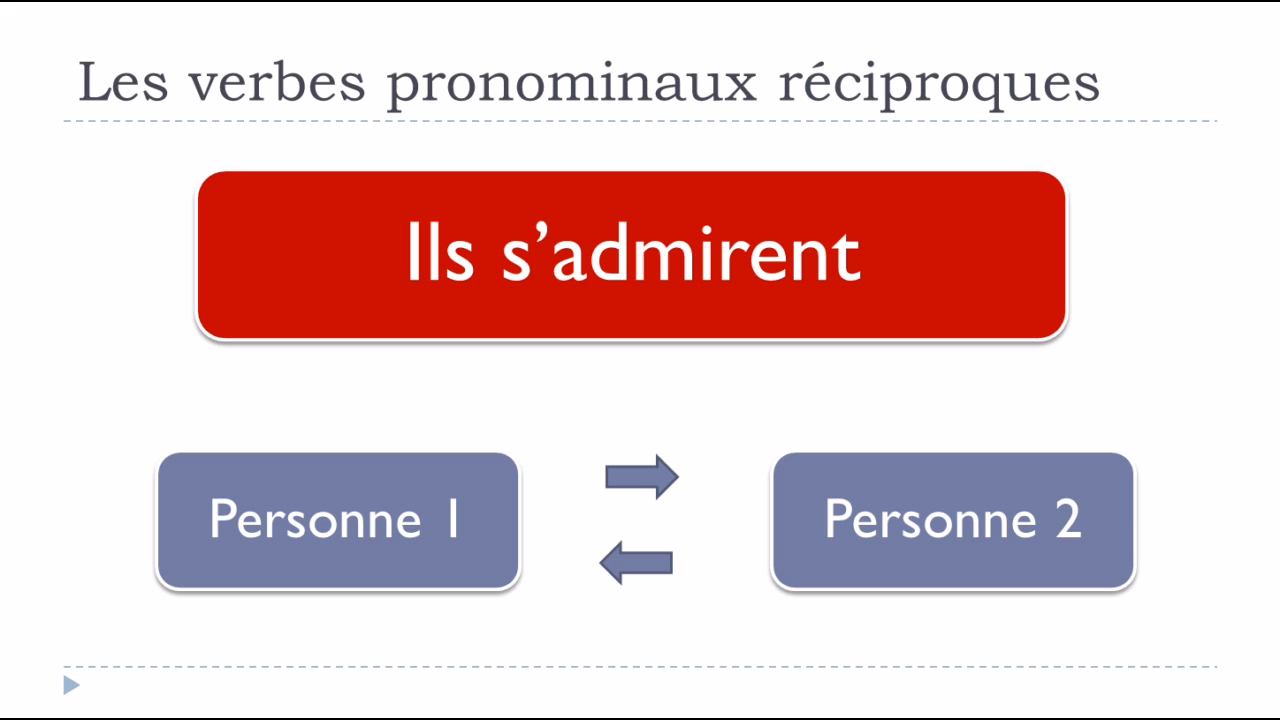 Les verbes pronominaux réciproques
Ils s’admirent
Personne 1
Personne 2